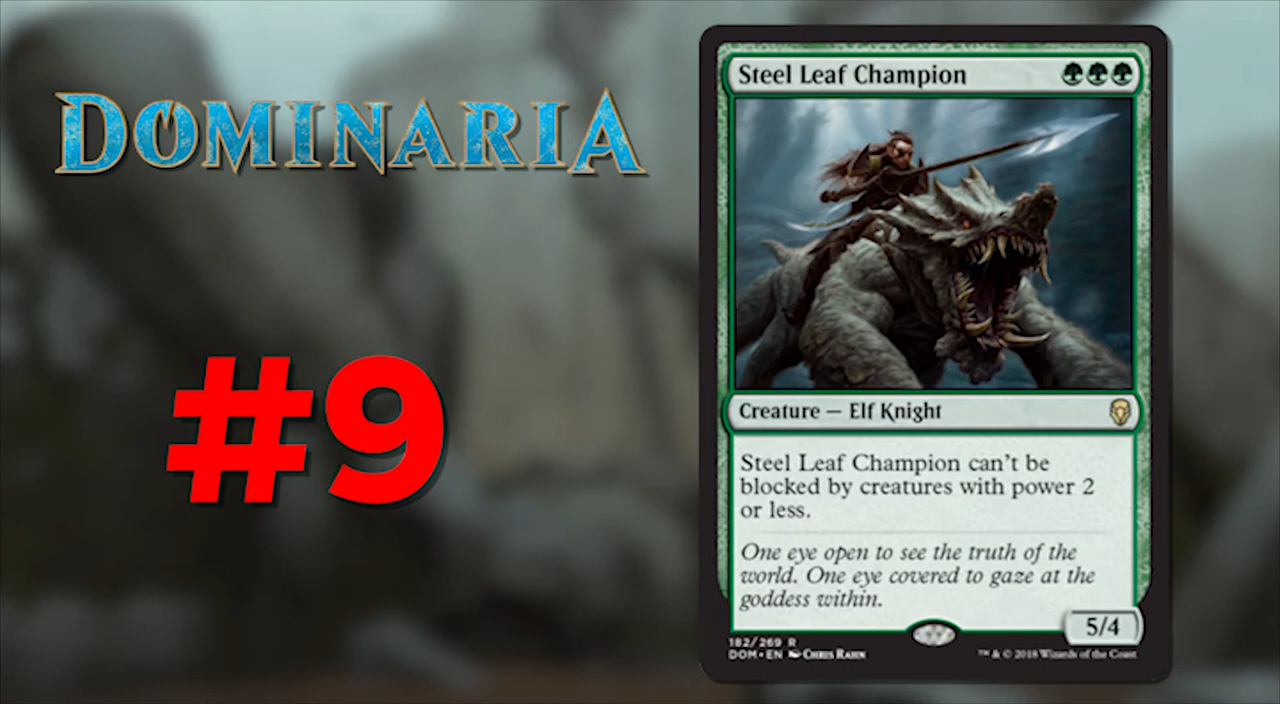 DOMINARIA
#9
Steel Leaf Champion
Creature — Elf Knight
Steel Leaf Champion can't be
blocked by creatures with power 2
or less.
One eye open to see the truth of the
world. One eye covered to gaze at the
goddess within.
5/4
182/269 R
DOM • EN Chris Rahn
™ & © 2018 Wizards of the Coast